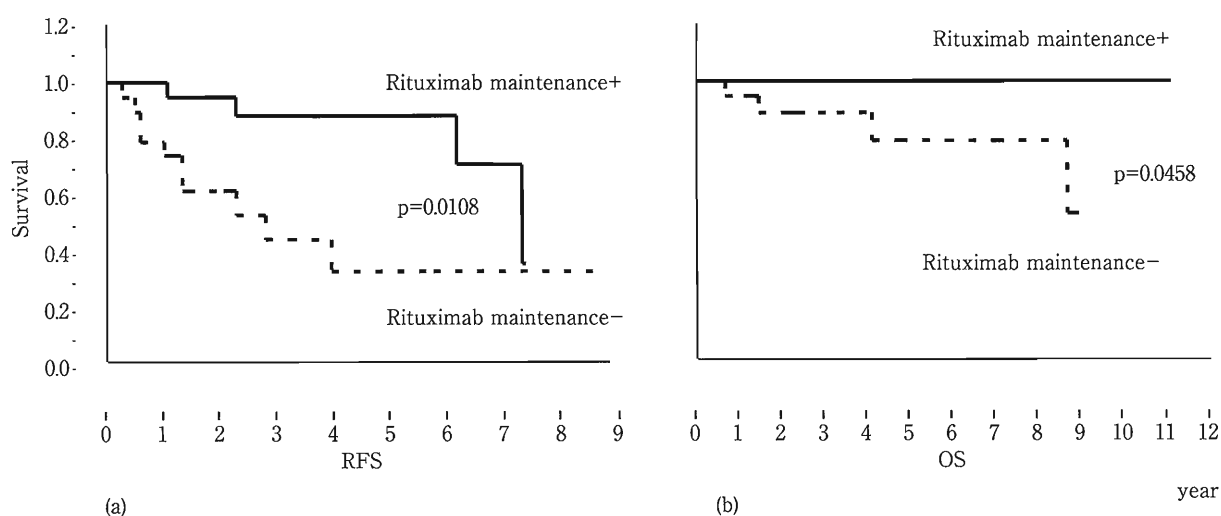 1.2-
1.0-
0.8-
0.6-
0.4-
0.2-
0.0-
Survival
Rituximab maintenance+
p=0.0108
Rituximab maintenance−
0 1 2 3 4 5 6 7 8 9
RFS
(a)
Rituximab maintenance+
p=0.0458
Rituximab maintenance−
0 1 2 3 4 5 6 7 8 9 10 11 12
OS
year
(b)